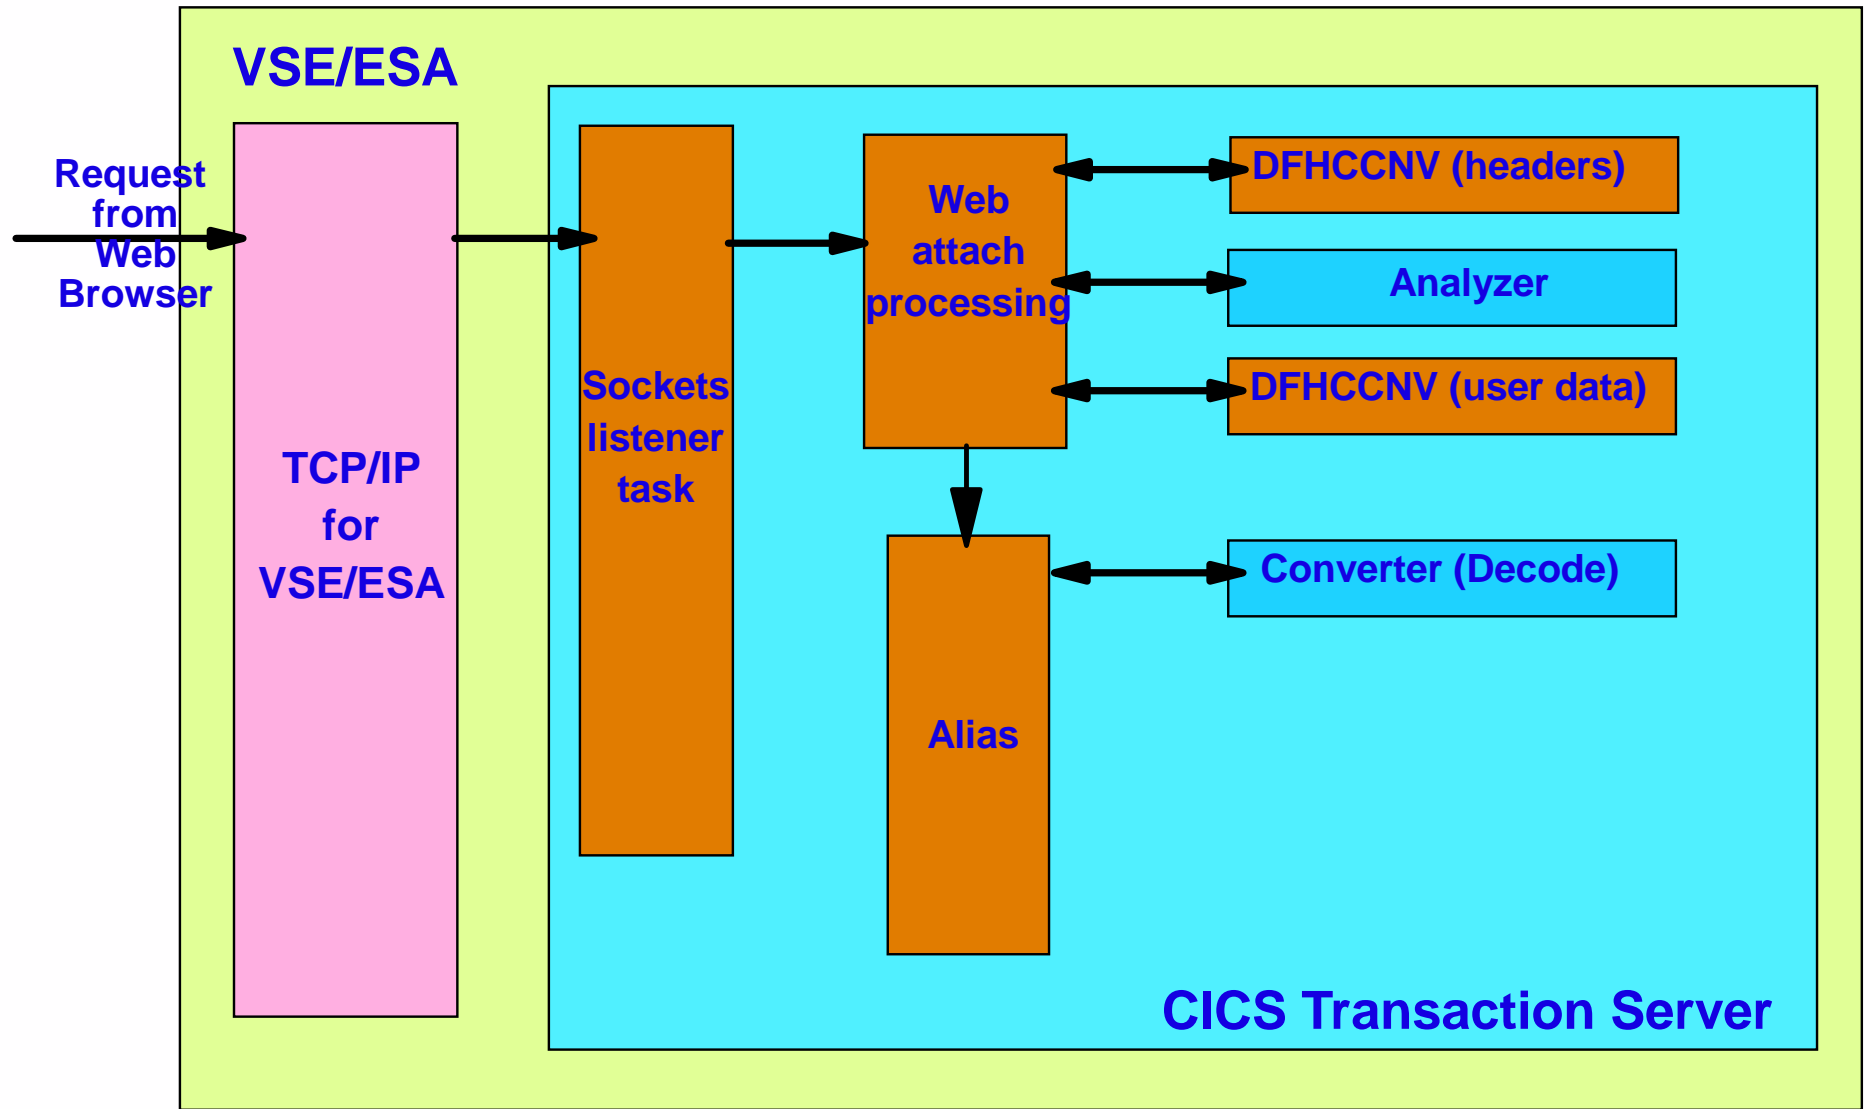 VSE/ESA
Request
from
Web
Browser
TCP/IP
for
VSE/ESA
Sockets
listener
task
Web
attach
processing
DFHCCNV (headers)
Analyzer
DFHCCNV (user data)
Converter (Decode)
Alias
CICS Transaction Server